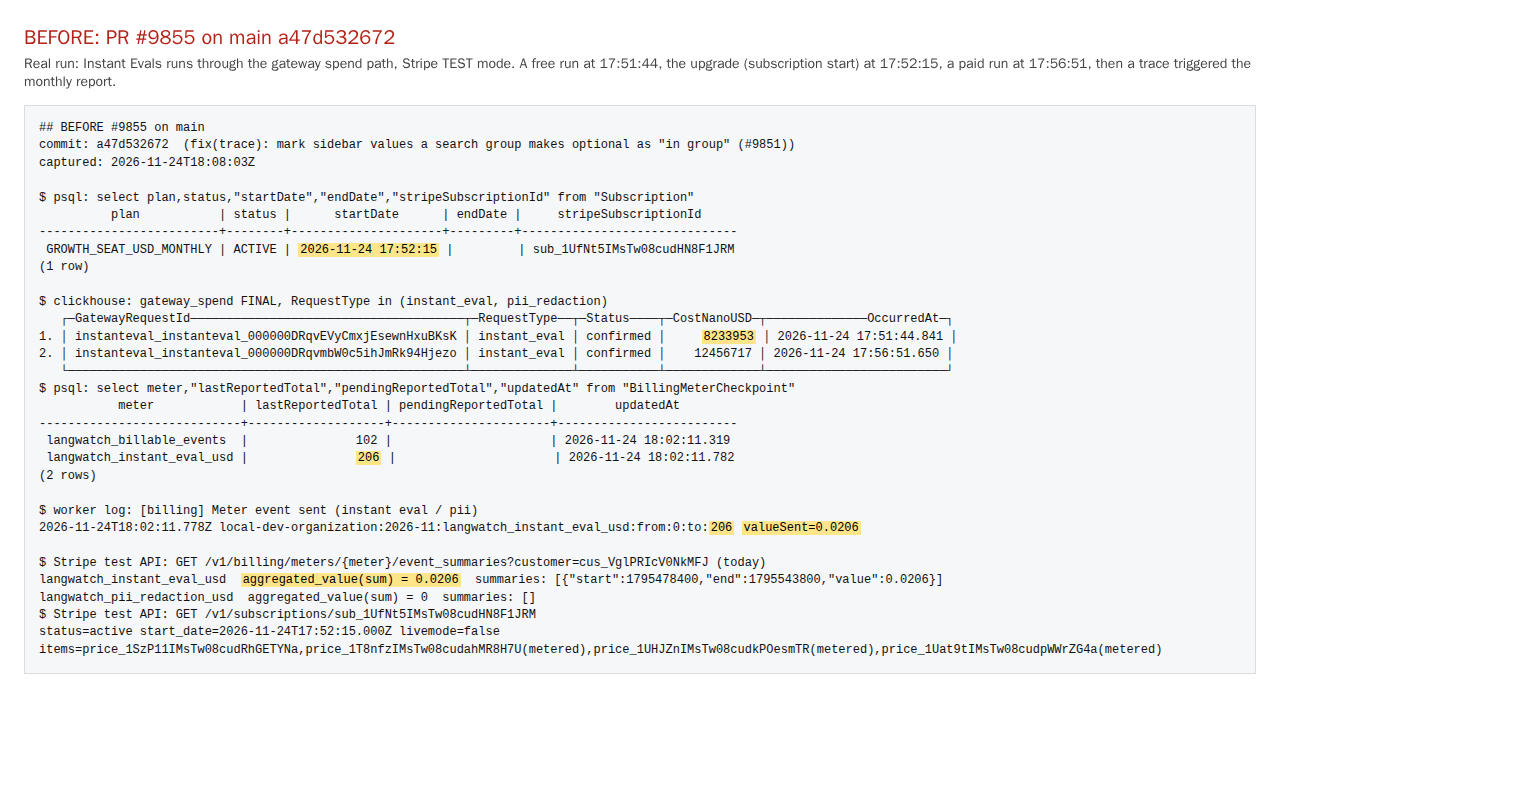 BEFORE: PR #9855 on main a47d532672
Real run: Instant Evals runs through the gateway spend path, Stripe TEST mode. A free run at 17:51:44, the upgrade (subscription start) at 17:52:15, a paid run at 17:56:51, then a trace triggered the
monthly report.
## BEFORE #9855 on main
commit: a47d532672  (fix(trace): mark sidebar values a search group makes optional as "in group" (#9851))
captured: 2026-11-24T18:08:03Z
$ psql: select plan,status,"startDate","endDate","stripeSubscriptionId" from "Subscription"
          plan           | status |      startDate      | endDate |     stripeSubscriptionId
-------------------------+--------+---------------------+---------+------------------------------
 GROWTH_SEAT_USD_MONTHLY | ACTIVE | 2026-11-24 17:52:15 |         | sub_1UfNt5IMsTw08cudHN8F1JRM
(1 row)
$ clickhouse: gateway_spend FINAL, RequestType in (instant_eval, pii_redaction)
   ┌─GatewayRequestId──────────────────────────────────────┬─RequestType──┬─Status────┬─CostNanoUSD─┬──────────────OccurredAt─┐
1. │ instanteval_instanteval_000000DRqvEVyCmxjEsewnHxuBKsK │ instant_eval │ confirmed │     8233953 │ 2026-11-24 17:51:44.841 │
2. │ instanteval_instanteval_000000DRqvmbW0c5ihJmRk94Hjezo │ instant_eval │ confirmed │    12456717 │ 2026-11-24 17:56:51.650 │
   └───────────────────────────────────────────────────────┴──────────────┴───────────┴─────────────┴─────────────────────────┘
$ psql: select meter,"lastReportedTotal","pendingReportedTotal","updatedAt" from "BillingMeterCheckpoint"
           meter            | lastReportedTotal | pendingReportedTotal |        updatedAt
----------------------------+-------------------+----------------------+-------------------------
 langwatch_billable_events  |               102 |                      | 2026-11-24 18:02:11.319
 langwatch_instant_eval_usd |               206 |                      | 2026-11-24 18:02:11.782
(2 rows)
$ worker log: [billing] Meter event sent (instant eval / pii)
2026-11-24T18:02:11.778Z local-dev-organization:2026-11:langwatch_instant_eval_usd:from:0:to:206 valueSent=0.0206
$ Stripe test API: GET /v1/billing/meters/{meter}/event_summaries?customer=cus_VglPRIcV0NkMFJ (today)
langwatch_instant_eval_usd  aggregated_value(sum) = 0.0206  summaries: [{"start":1795478400,"end":1795543800,"value":0.0206}]
langwatch_pii_redaction_usd  aggregated_value(sum) = 0  summaries: []
$ Stripe test API: GET /v1/subscriptions/sub_1UfNt5IMsTw08cudHN8F1JRM
status=active start_date=2026-11-24T17:52:15.000Z livemode=false
items=price_1SzP11IMsTw08cudRhGETYNa,price_1T8nfzIMsTw08cudahMR8H7U(metered),price_1UHJZnIMsTw08cudkPOesmTR(metered),price_1Uat9tIMsTw08cudpWWrZG4a(metered)